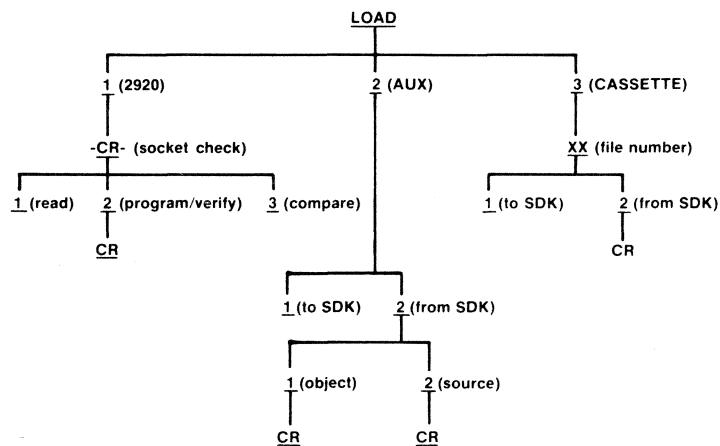 LOAD
1 (2920) 2 (AUX) 3 (CASSETTE)
-CR- (socket check) XX (file number)
1 (read) 2 (program/verify) 3 (compare) 1 (to SDK) 2 (from SDK)
CR CR
1 (to SDK) 2 (from SDK)
1 (object) 2 (source)
CR CR